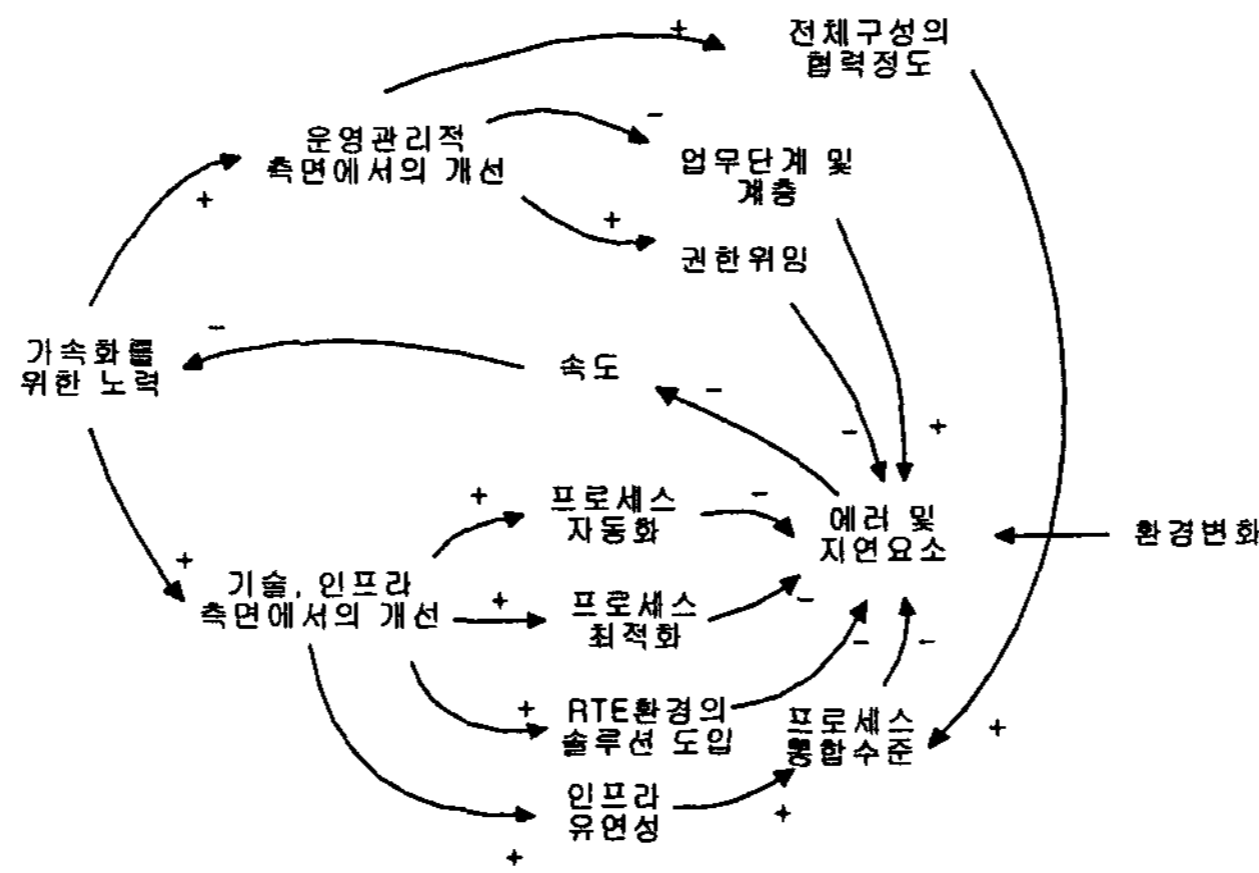 전체구성의
협력정도
운영관리적
측면에서의 개선
업무단계 및
계층
권한위임
가속화를
위한 노력
속도
프로세스
자동화
에러 및
지연요소
환경변화
기술, 인프라
측면에서의 개선
프로세스
최적화
RTE환경의
솔루션 도입
프로세스
통합수준
인프라
유연성
+
-
+
+
-
-
-
+
+
-
+
+
-
+
-
-
+
+
+